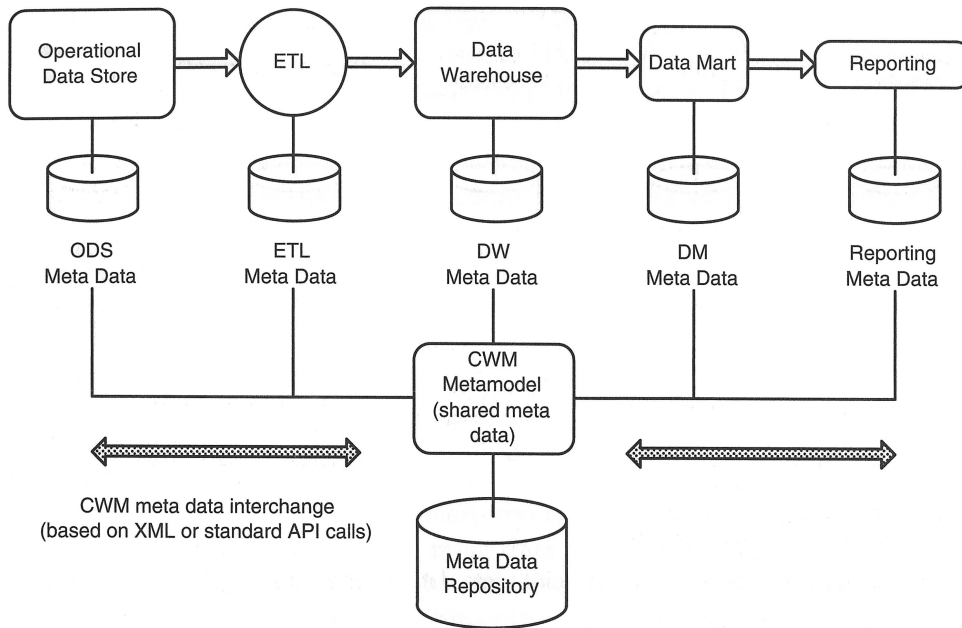 Operational
Data Store
ETL
Data
Warehouse
Data Mart
Reporting
ODS
Meta Data
ETL
Meta Data
DW
Meta Data
DM
Meta Data
Reporting
Meta Data
CWM
Metamodel
(shared meta
data)
CWM meta data interchange
(based on XML or standard API calls)
Meta Data
Repository